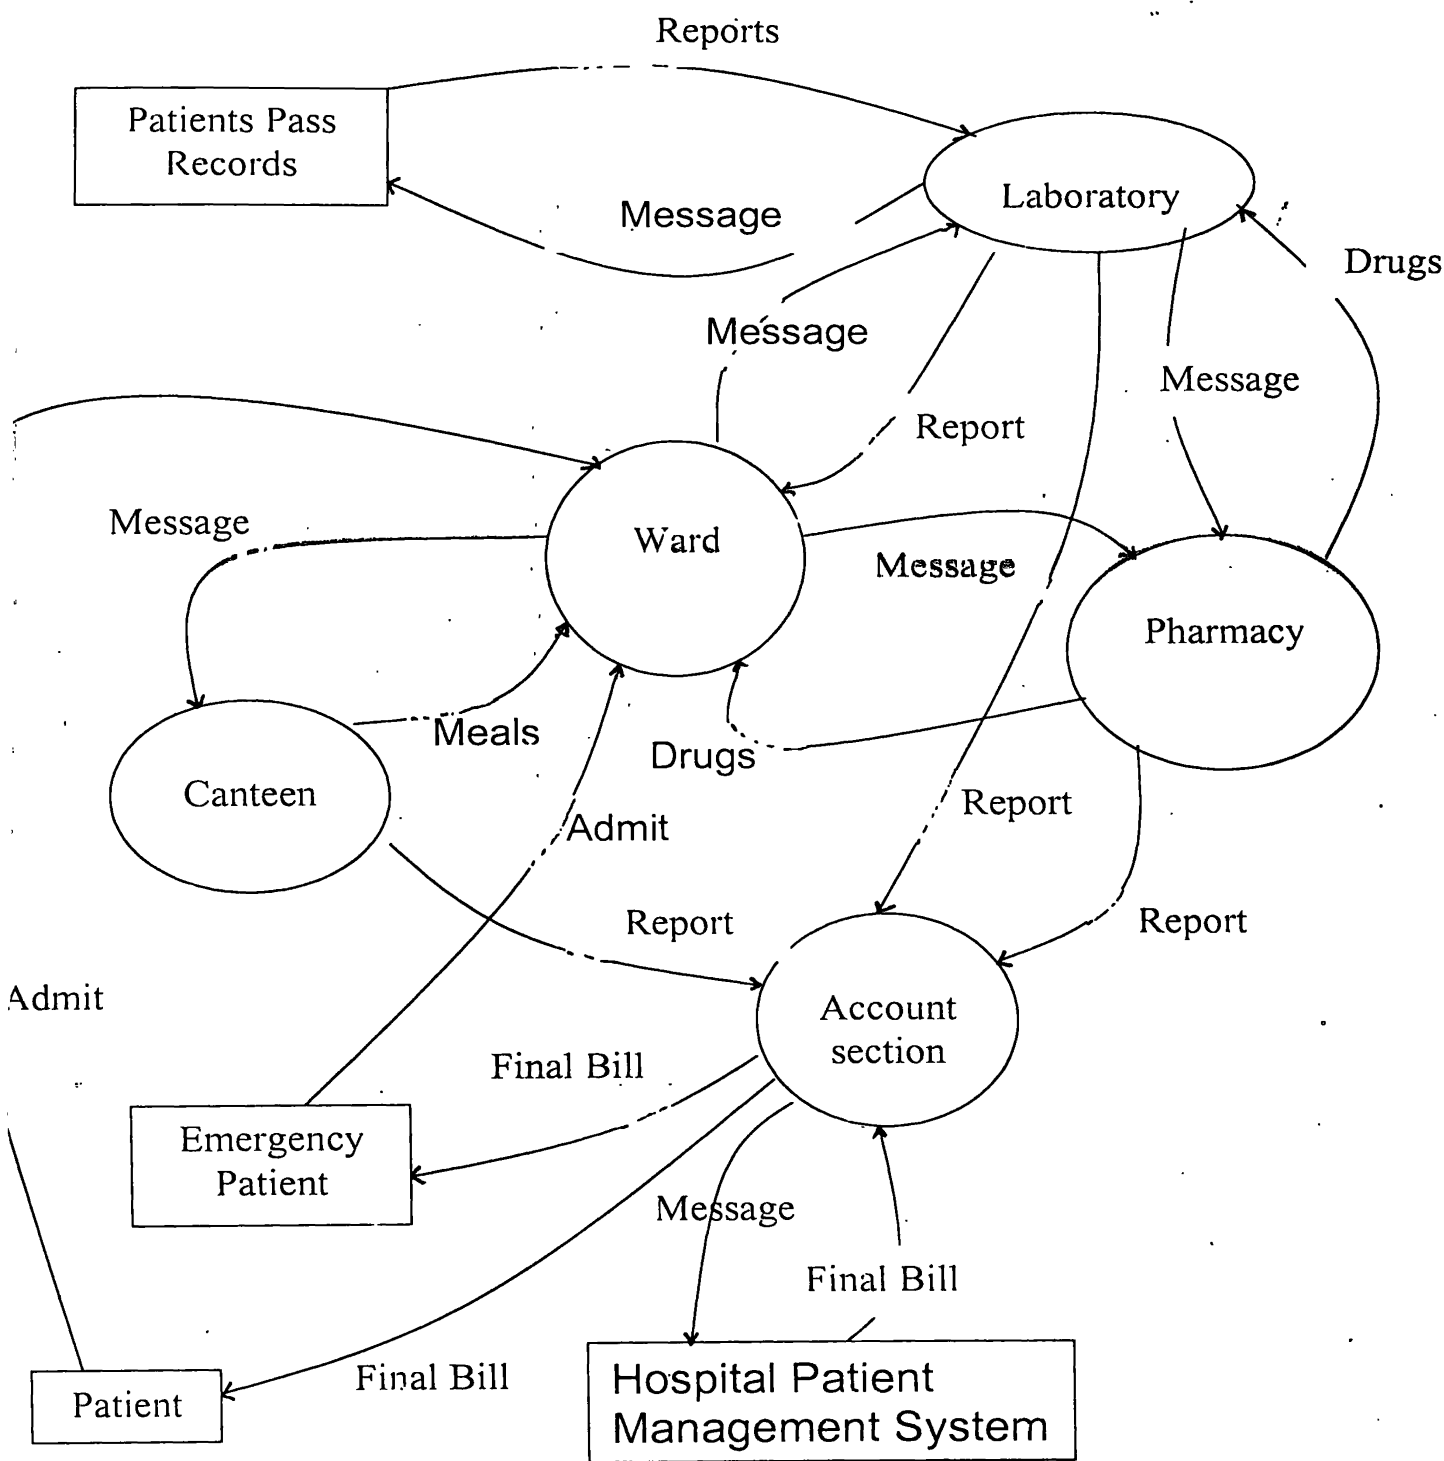 Reports
Patients Pass
Records
Laboratory
Message
Drugs
Message
Message
Report
Message
Ward
Message
Pharmacy
Meals
Drugs
Canteen
Report
Admit
Report
Report
Admit
Account
section
Final Bill
Emergency
Patient
Message
Final Bill
Final Bill
Patient
Hospital Patient
Management System